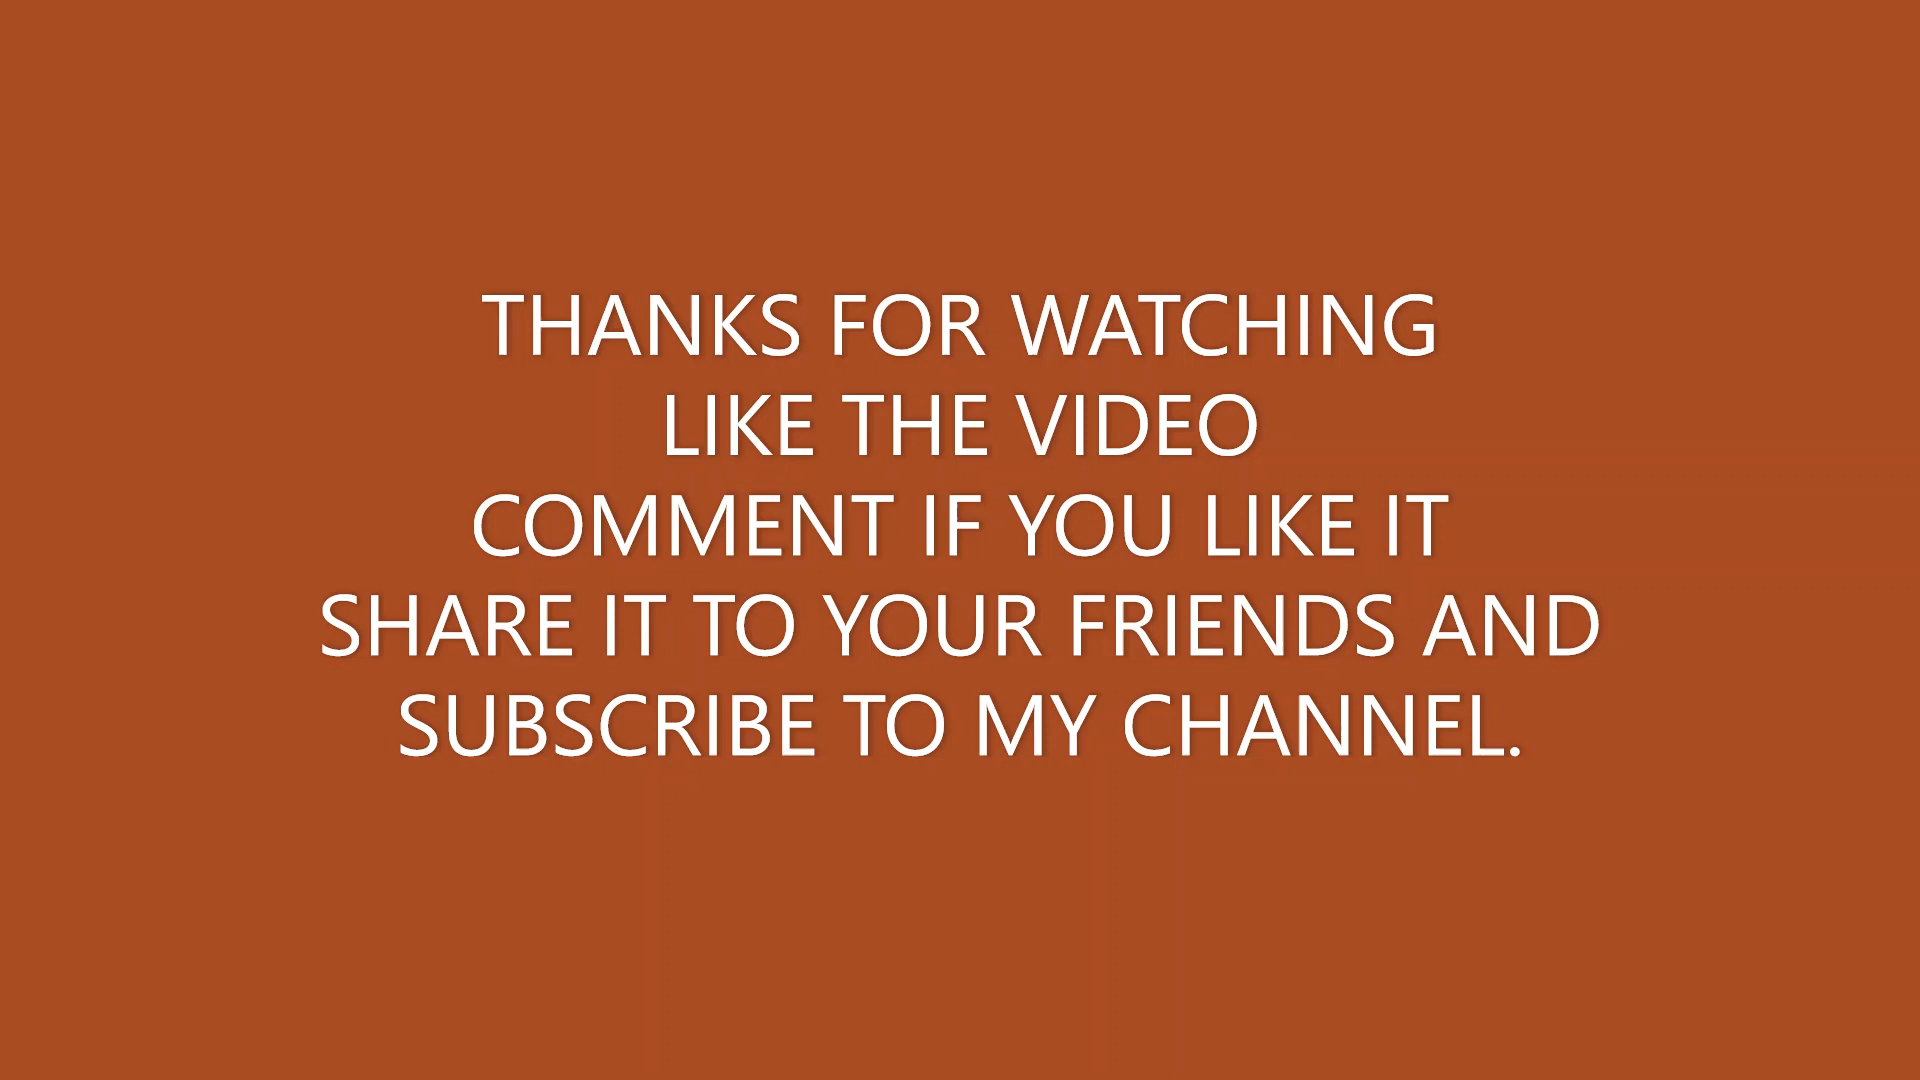 THANKS FOR WATCHING
LIKE THE VIDEO
COMMENT IF YOU LIKE IT
SHARE IT TO YOUR FRIENDS AND
SUBSCRIBE TO MY CHANNEL.